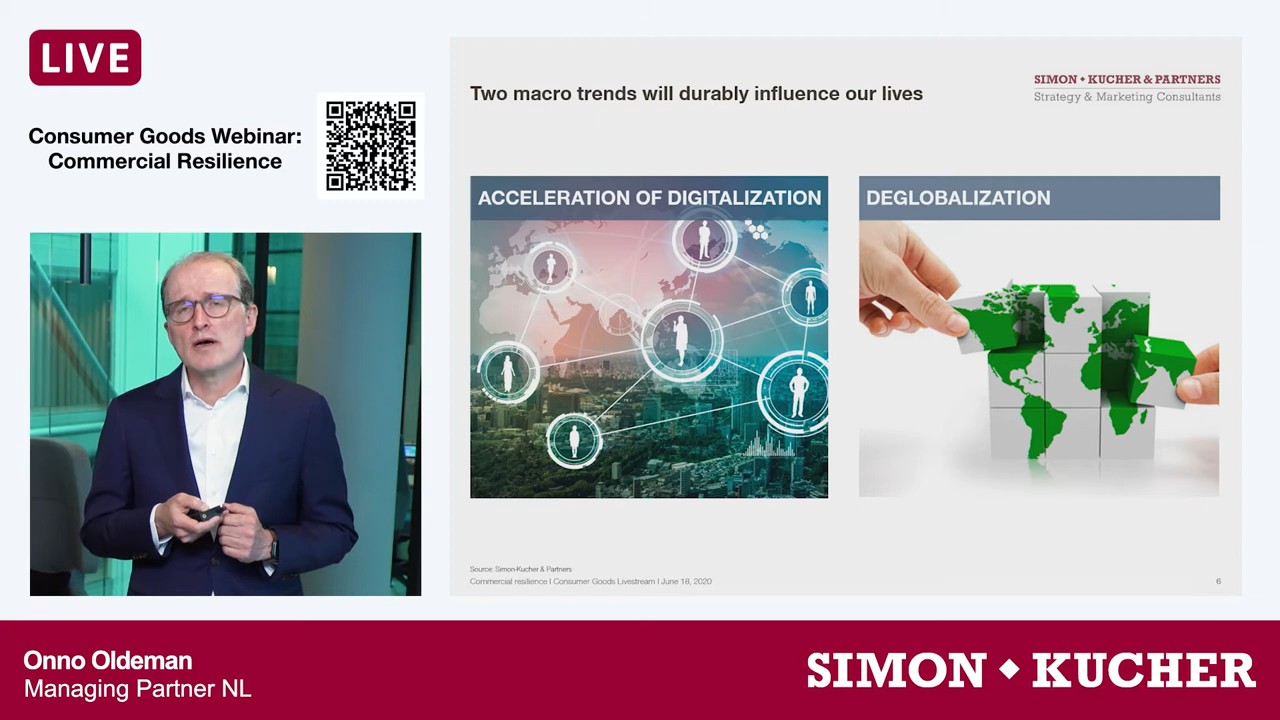 LIVE
Consumer Goods Webinar:
Commercial Resilience
Two macro trends will durably influence our lives
SIMON ◆ KUCHER & PARTNERS
Strategy & Marketing Consultants
ACCELERATION OF DIGITALIZATION
DEGLOBALIZATION
Source: Simon-Kucher & Partners
Commercial resilience I Consumer Goods Livestream I June 18, 2020
6
Onno Oldeman
Managing Partner NL
SIMON ◆ KUCHER